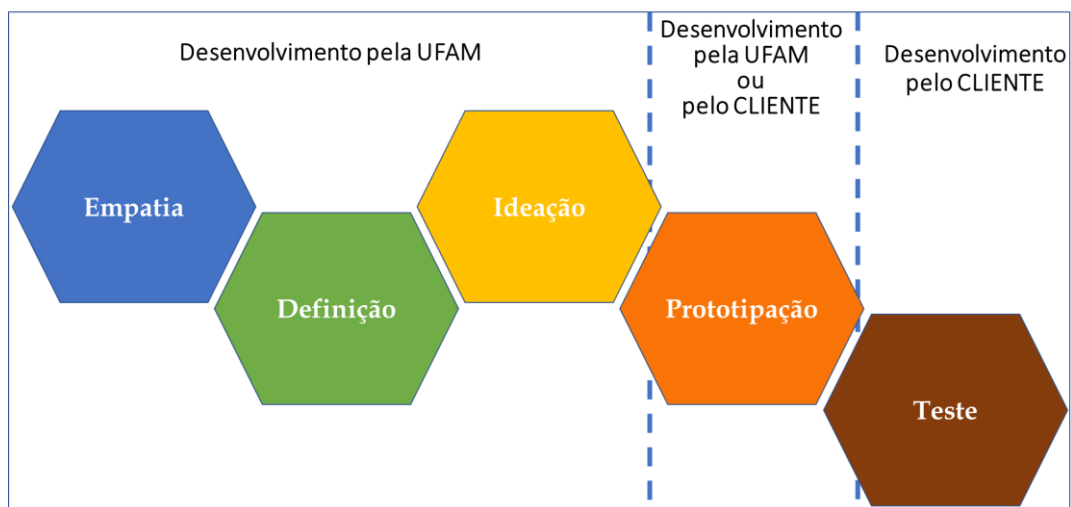 Desenvolvimento pela UFAM
Desenvolvimento
pela UFAM
ou
pelo CLIENTE
Desenvolvimento
pelo CLIENTE
Empatia
Definição
Ideação
Prototipação
Teste